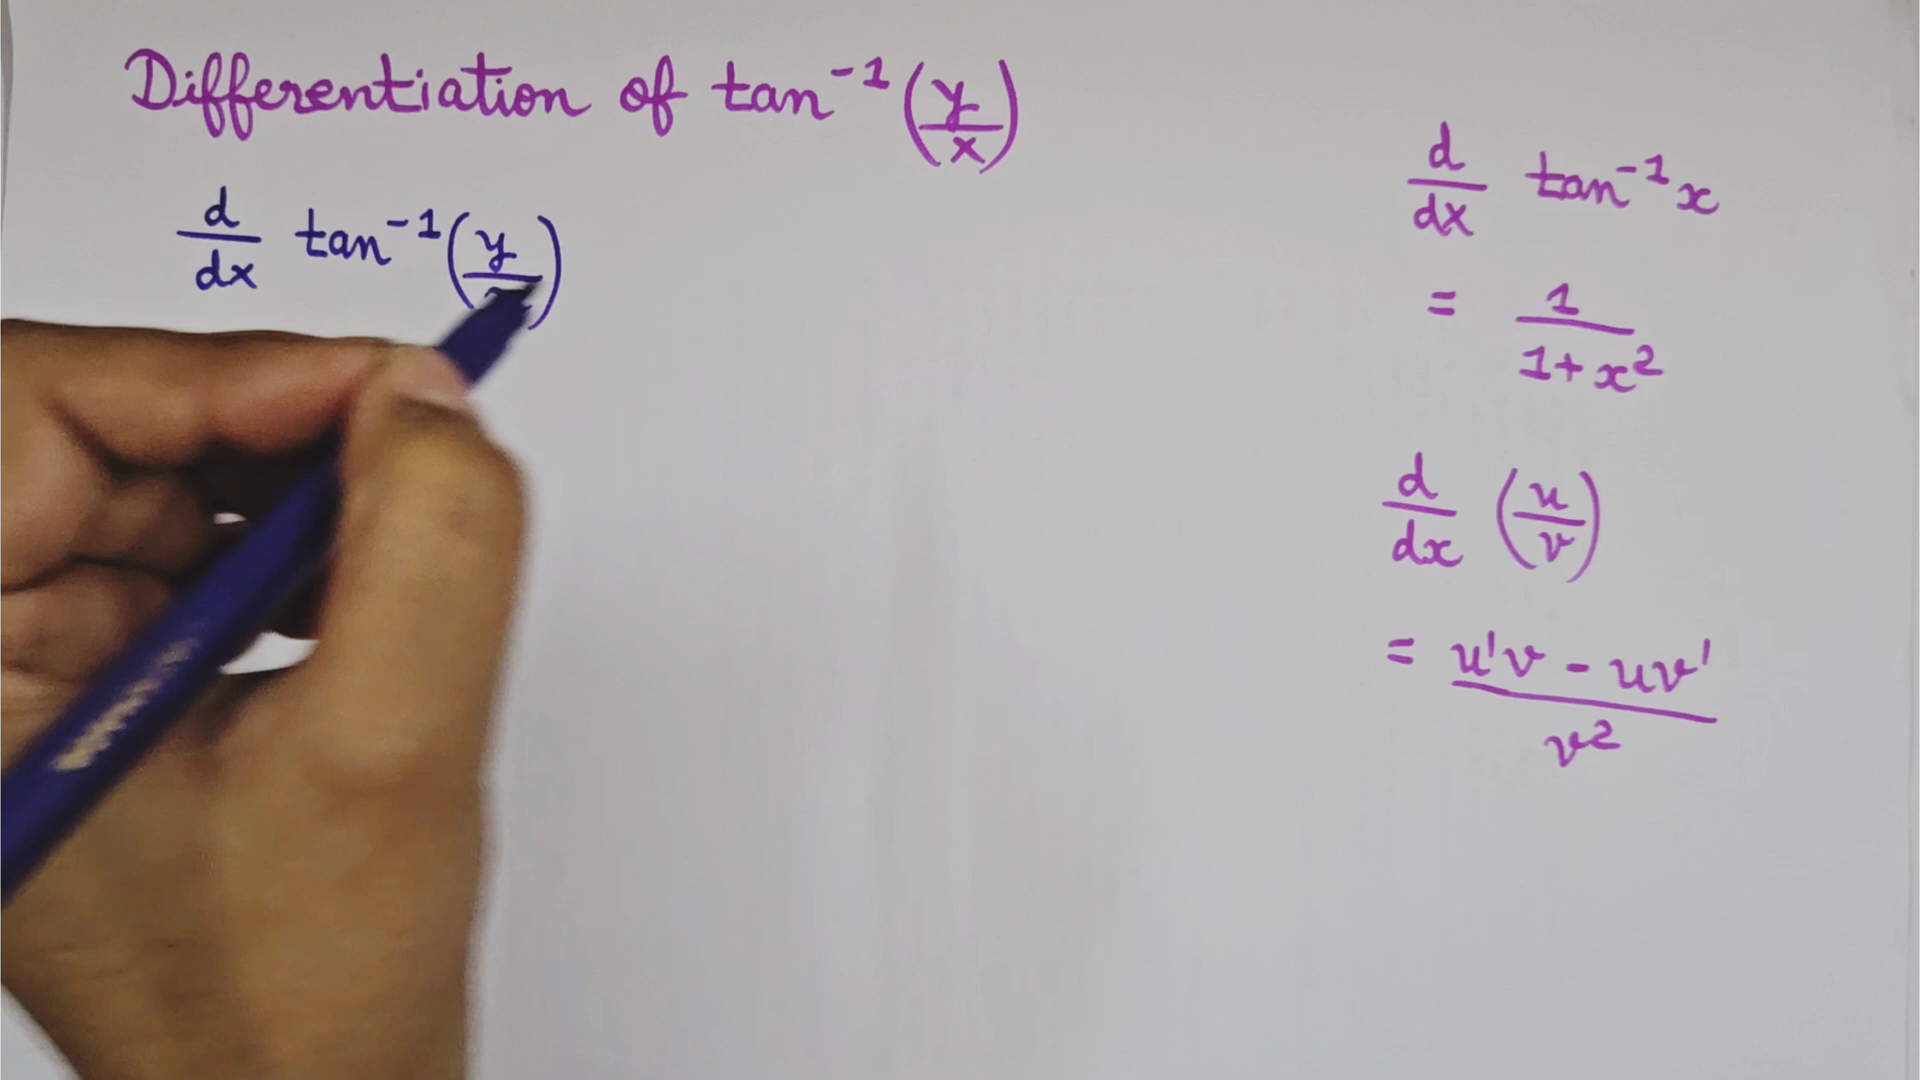 Differentiation of tan⁻¹(y/x)
d/dx tan⁻¹(y/x)
d/dx tan⁻¹x
= 1/(1+x²)
d/dx (u/v)
= (u'v - uv')/v²